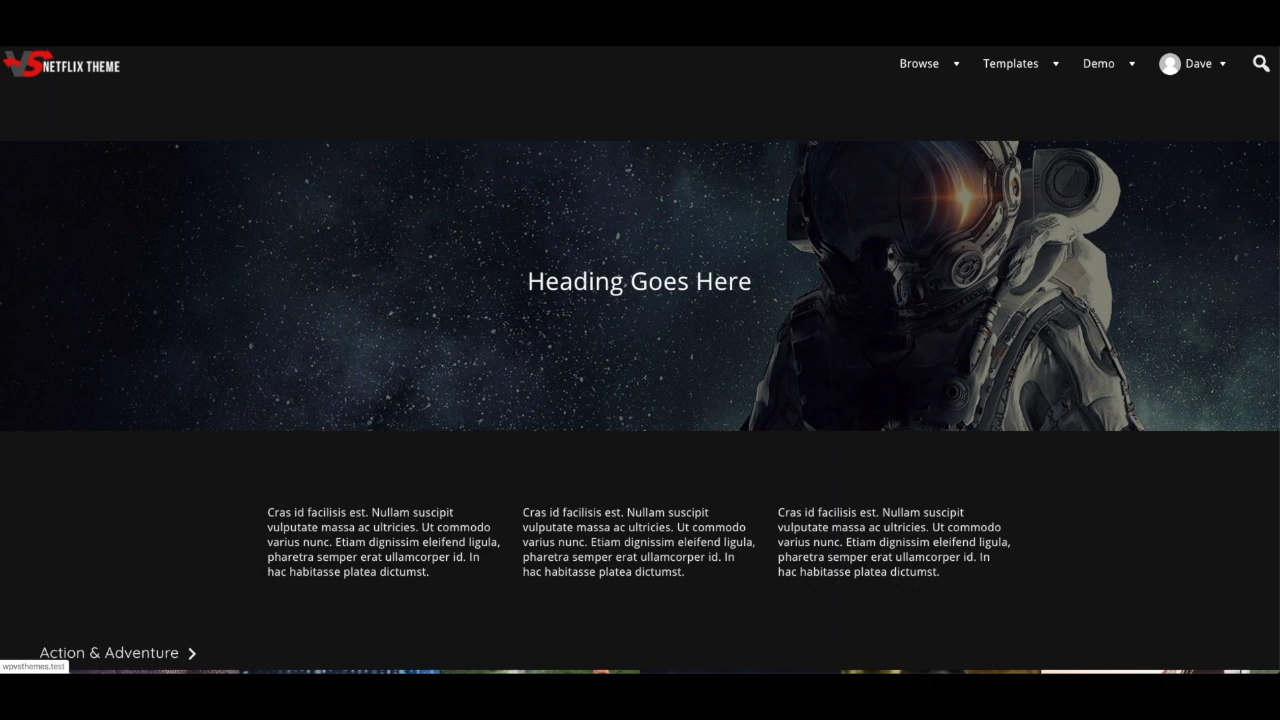 VS NETFLIX THEME
Browse Templates Demo Dave
Heading Goes Here
Cras id facilisis est. Nullam suscipit
vulputate massa ac ultricies. Ut commodo
varius nunc. Etiam dignissim eleifend ligula,
pharetra semper erat ullamcorper id. In
hac habitasse platea dictumst.
Cras id facilisis est. Nullam suscipit
vulputate massa ac ultricies. Ut commodo
varius nunc. Etiam dignissim eleifend ligula,
pharetra semper erat ullamcorper id. In
hac habitasse platea dictumst.
Cras id facilisis est. Nullam suscipit
vulputate massa ac ultricies. Ut commodo
varius nunc. Etiam dignissim eleifend ligula,
pharetra semper erat ullamcorper id. In
hac habitasse platea dictumst.
Action & Adventure
wpvsthemes.test